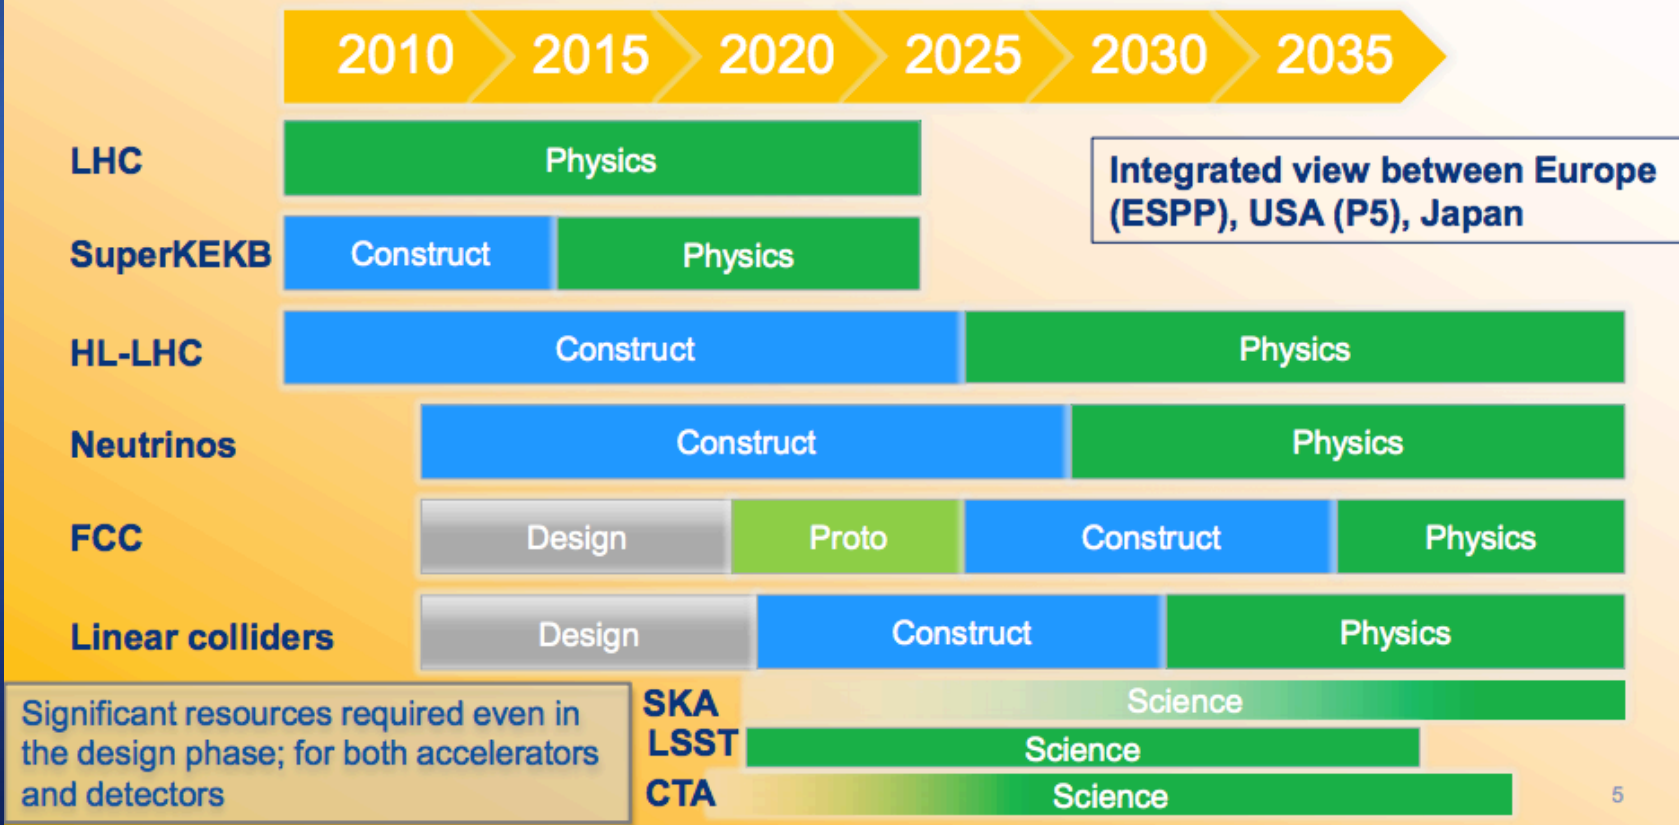 2010 2015 2020 2025 2030 2035
LHC
Physics
Integrated view between Europe
(ESPP), USA (P5), Japan
SuperKEKB
Construct
Physics
HL-LHC
Construct
Physics
Neutrinos
Construct
Physics
FCC
Design
Proto
Construct
Physics
Linear colliders
Design
Construct
Physics
Significant resources required even in
the design phase; for both accelerators
and detectors
SKA
Science
LSST
Science
CTA
Science
5